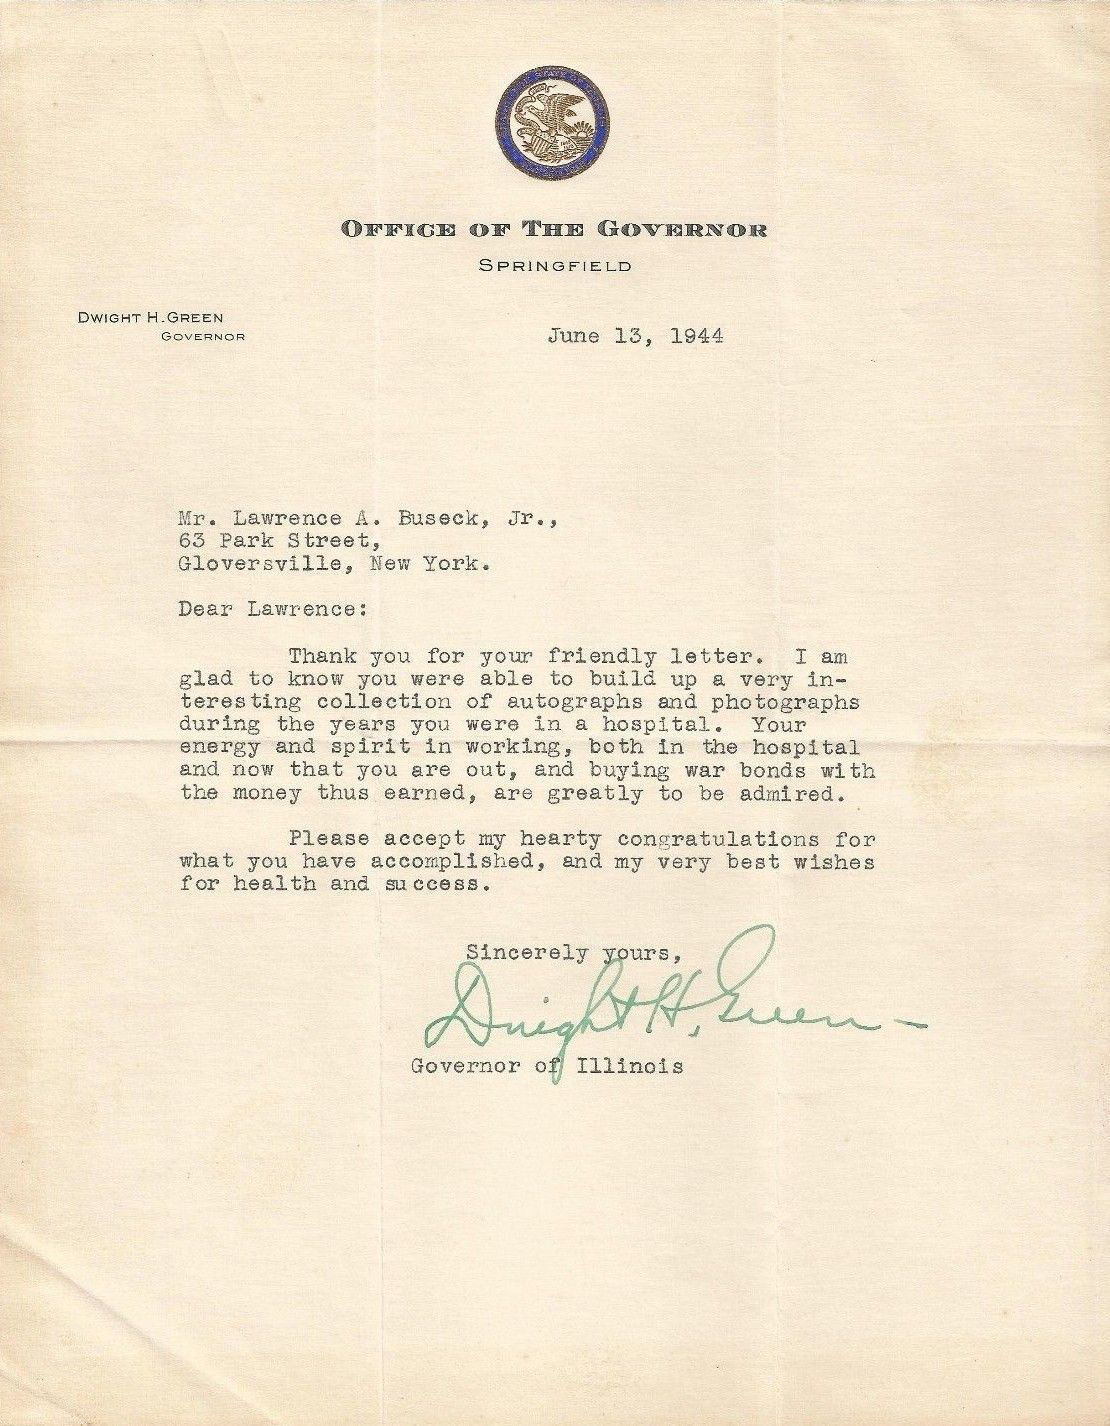 OFFICE OF THE GOVERNOR
SPRINGFIELD
DWIGHT H. GREEN
GOVERNOR
June 13, 1944
Mr. Lawrence A. Buseck, Jr.,
63 Park Street,
Gloversville, New York.
Dear Lawrence:
Thank you for your friendly letter. I am
glad to know you were able to build up a very in-
teresting collection of autographs and photographs
during the years you were in a hospital. Your
energy and spirit in working, both in the hospital
and now that you are out, and buying war bonds with
the money thus earned, are greatly to be admired.
Please accept my hearty congratulations for
what you have accomplished, and my very best wishes
for health and success.
Sincerely yours,
Dwight H. Green
Governor of Illinois